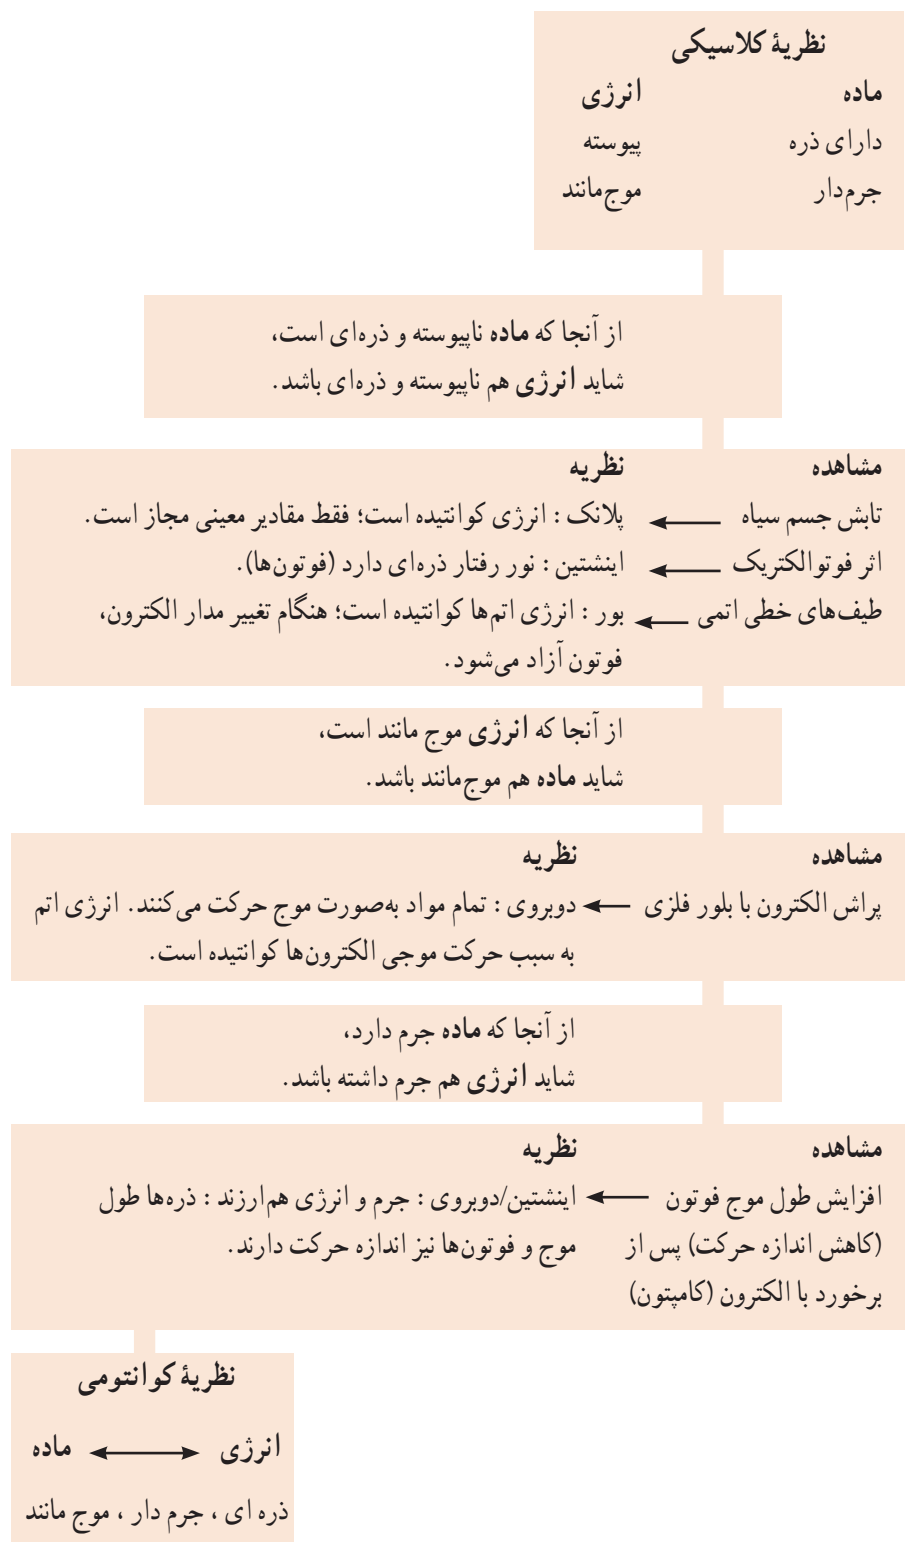 نظریهٔ کلاسیکی
ماده انرژی
دارای ذره پیوسته
جرم‌دار موج‌مانند
از آنجا که ماده ناپیوسته و ذره‌ای است،
شاید انرژی هم ناپیوسته و ذره‌ای باشد.
مشاهده نظریه
تابش جسم سیاه ← پلانک : انرژی کوانتیده است؛ فقط مقادیر معینی مجاز است.
اثر فوتوالکتریک ← اینشتین : نور رفتار ذره‌ای دارد (فوتون‌ها).
طیف‌های خطی اتمی ← بور : انرژی اتم‌ها کوانتیده است؛ هنگام تغییر مدار الکترون،
فوتون آزاد می‌شود.
از آنجا که انرژی موج مانند است،
شاید ماده هم موج‌مانند باشد.
مشاهده نظریه
پراش الکترون با بلور فلزی ← دوبروی : تمام مواد به‌صورت موج حرکت می‌کنند. انرژی اتم
به سبب حرکت موجی الکترون‌ها کوانتیده است.
از آنجا که ماده جرم دارد،
شاید انرژی هم جرم داشته باشد.
مشاهده نظریه
افزایش طول موج فوتون ← اینشتین/دوبروی : جرم و انرژی هم‌ارزند : ذره‌ها طول
(کاهش اندازه حرکت) پس از موج و فوتون‌ها نیز اندازه حرکت دارند.
برخورد با الکترون (کامپتون)
نظریهٔ کوانتومی
انرژی ↔ ماده
ذره ای ، جرم دار ، موج مانند